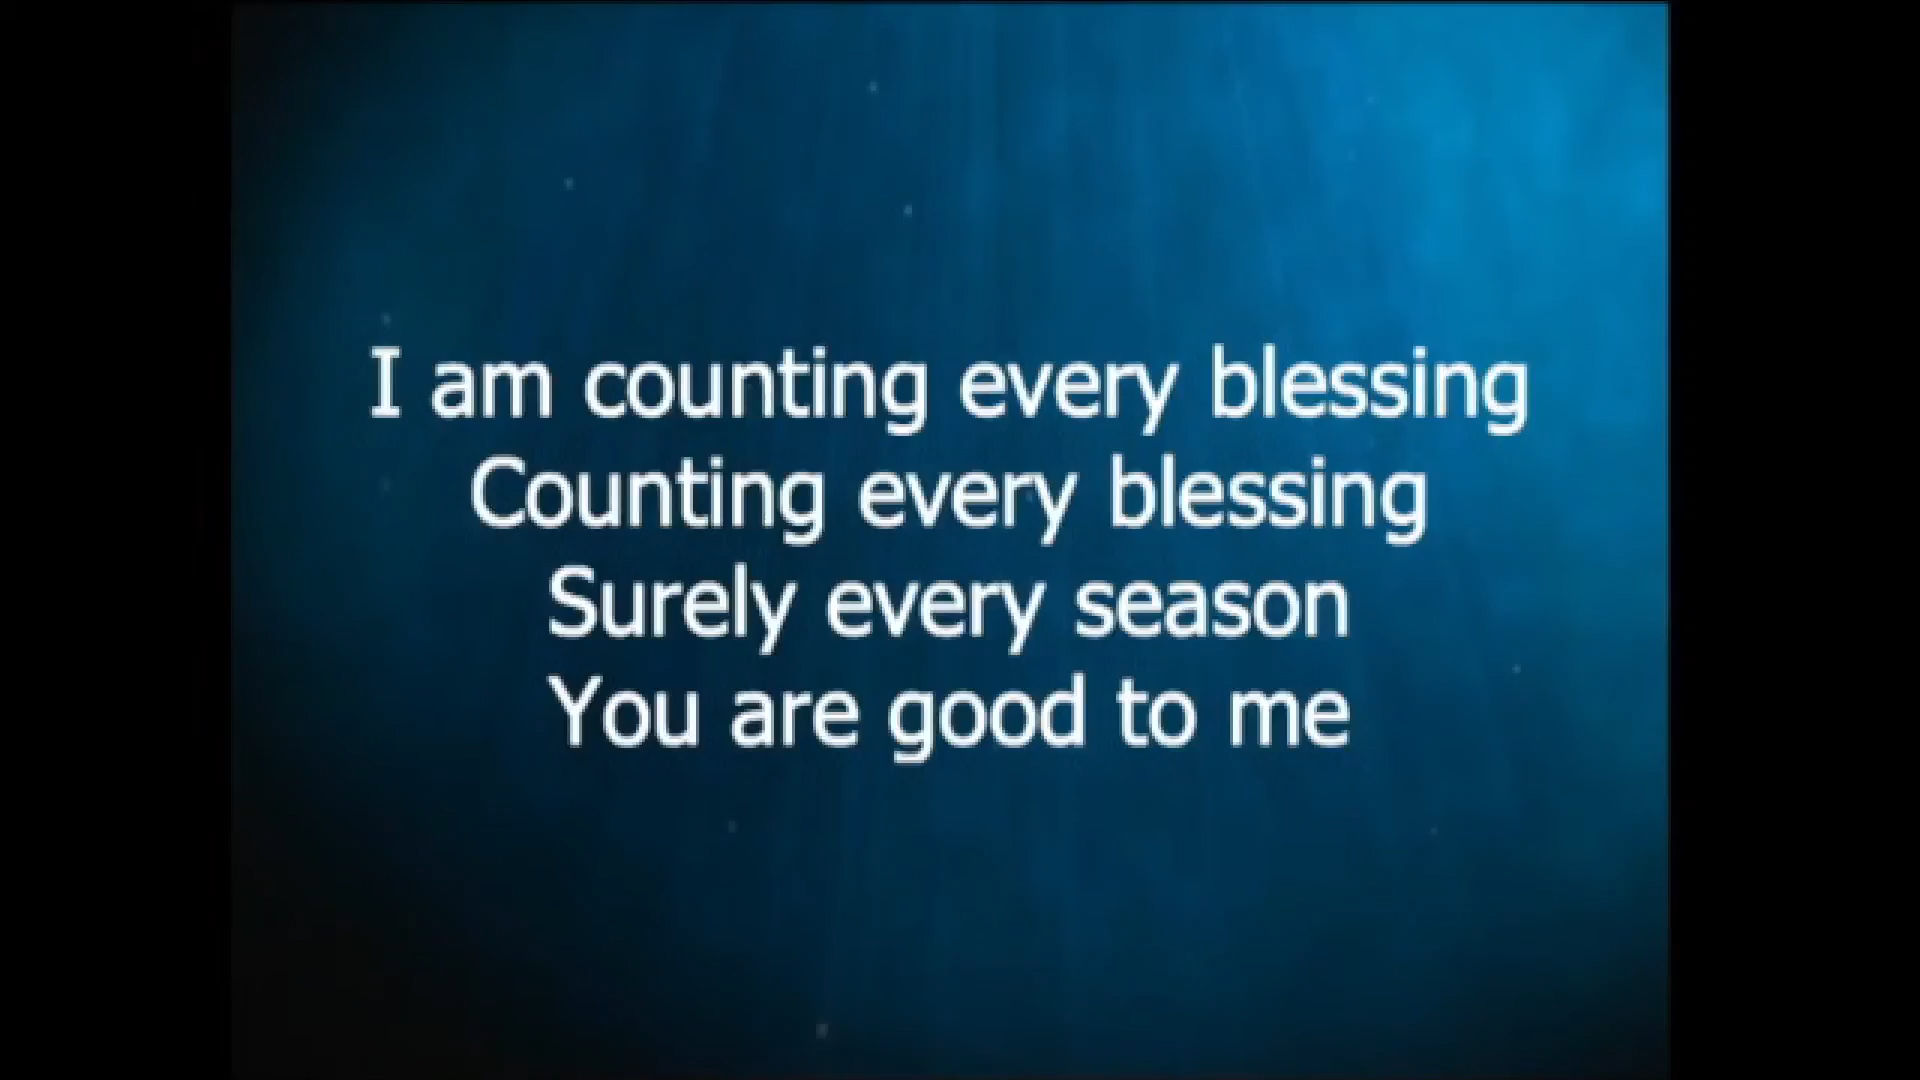 I am counting every blessing
Counting every blessing
Surely every season
You are good to me